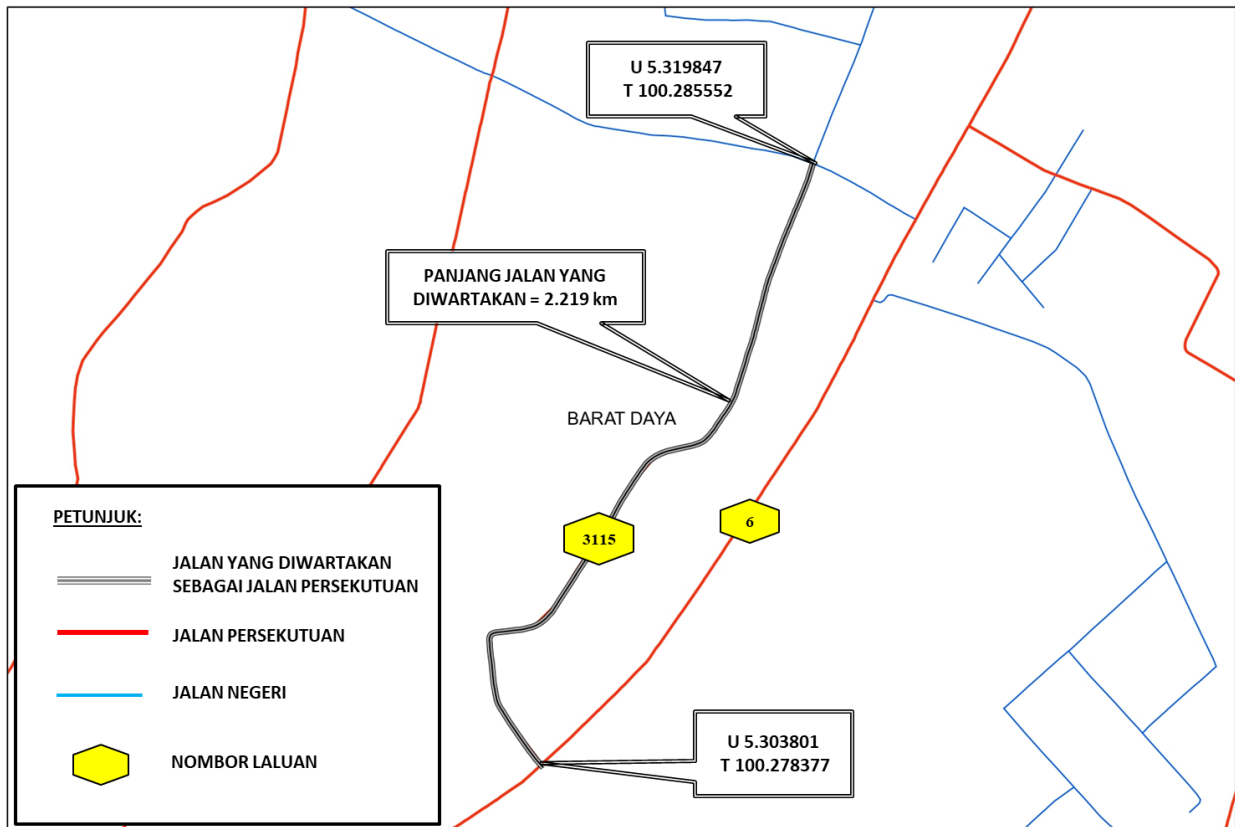 U 5.319847
T 100.285552
PANJANG JALAN YANG
DIWARTAKAN = 2.219 km
BARAT DAYA
3115
6
PETUNJUK:
JALAN YANG DIWARTAKAN
SEBAGAI JALAN PERSEKUTUAN
JALAN PERSEKUTUAN
JALAN NEGERI
NOMBOR LALUAN
U 5.303801
T 100.278377